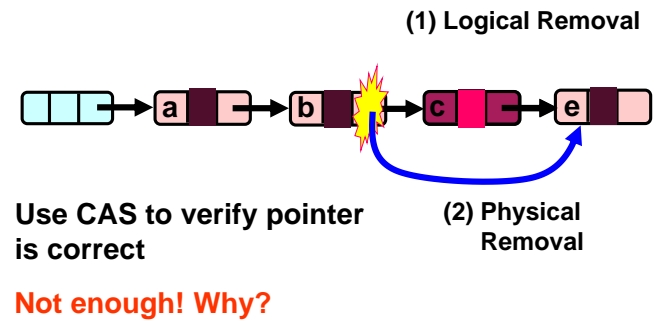 (1) Logical Removal
a
b
c
e
Use CAS to verify pointer
is correct
(2) Physical
Removal
Not enough! Why?